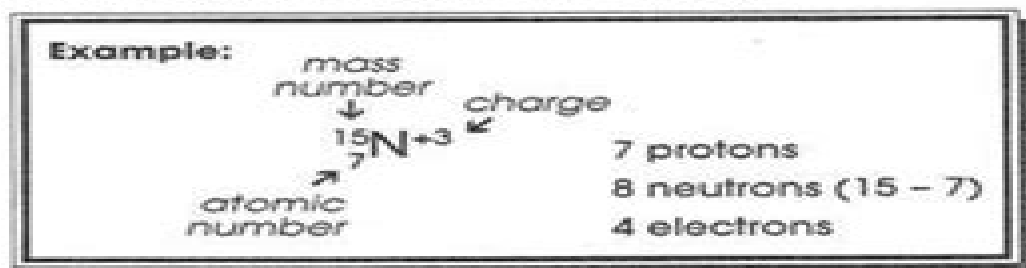 Example:
mass
number
charge
15
7 N+3
7 protons
8 neutrons (15 – 7)
4 electrons
atomic
number